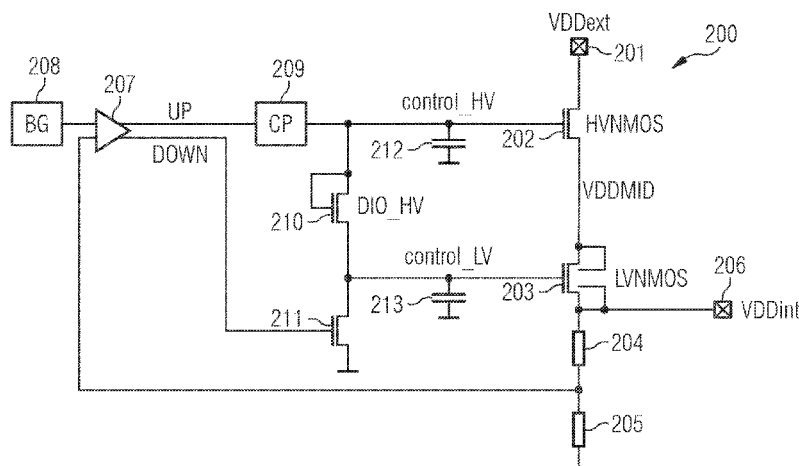 VDDext
200
201
208
207
209
BG
UP
CP
control_HV
202
HVNMOS
DOWN
212
210
DIO_HV
VDDMID
control_LV
203
LVNMOS
206
211
213
VDDint
204
205